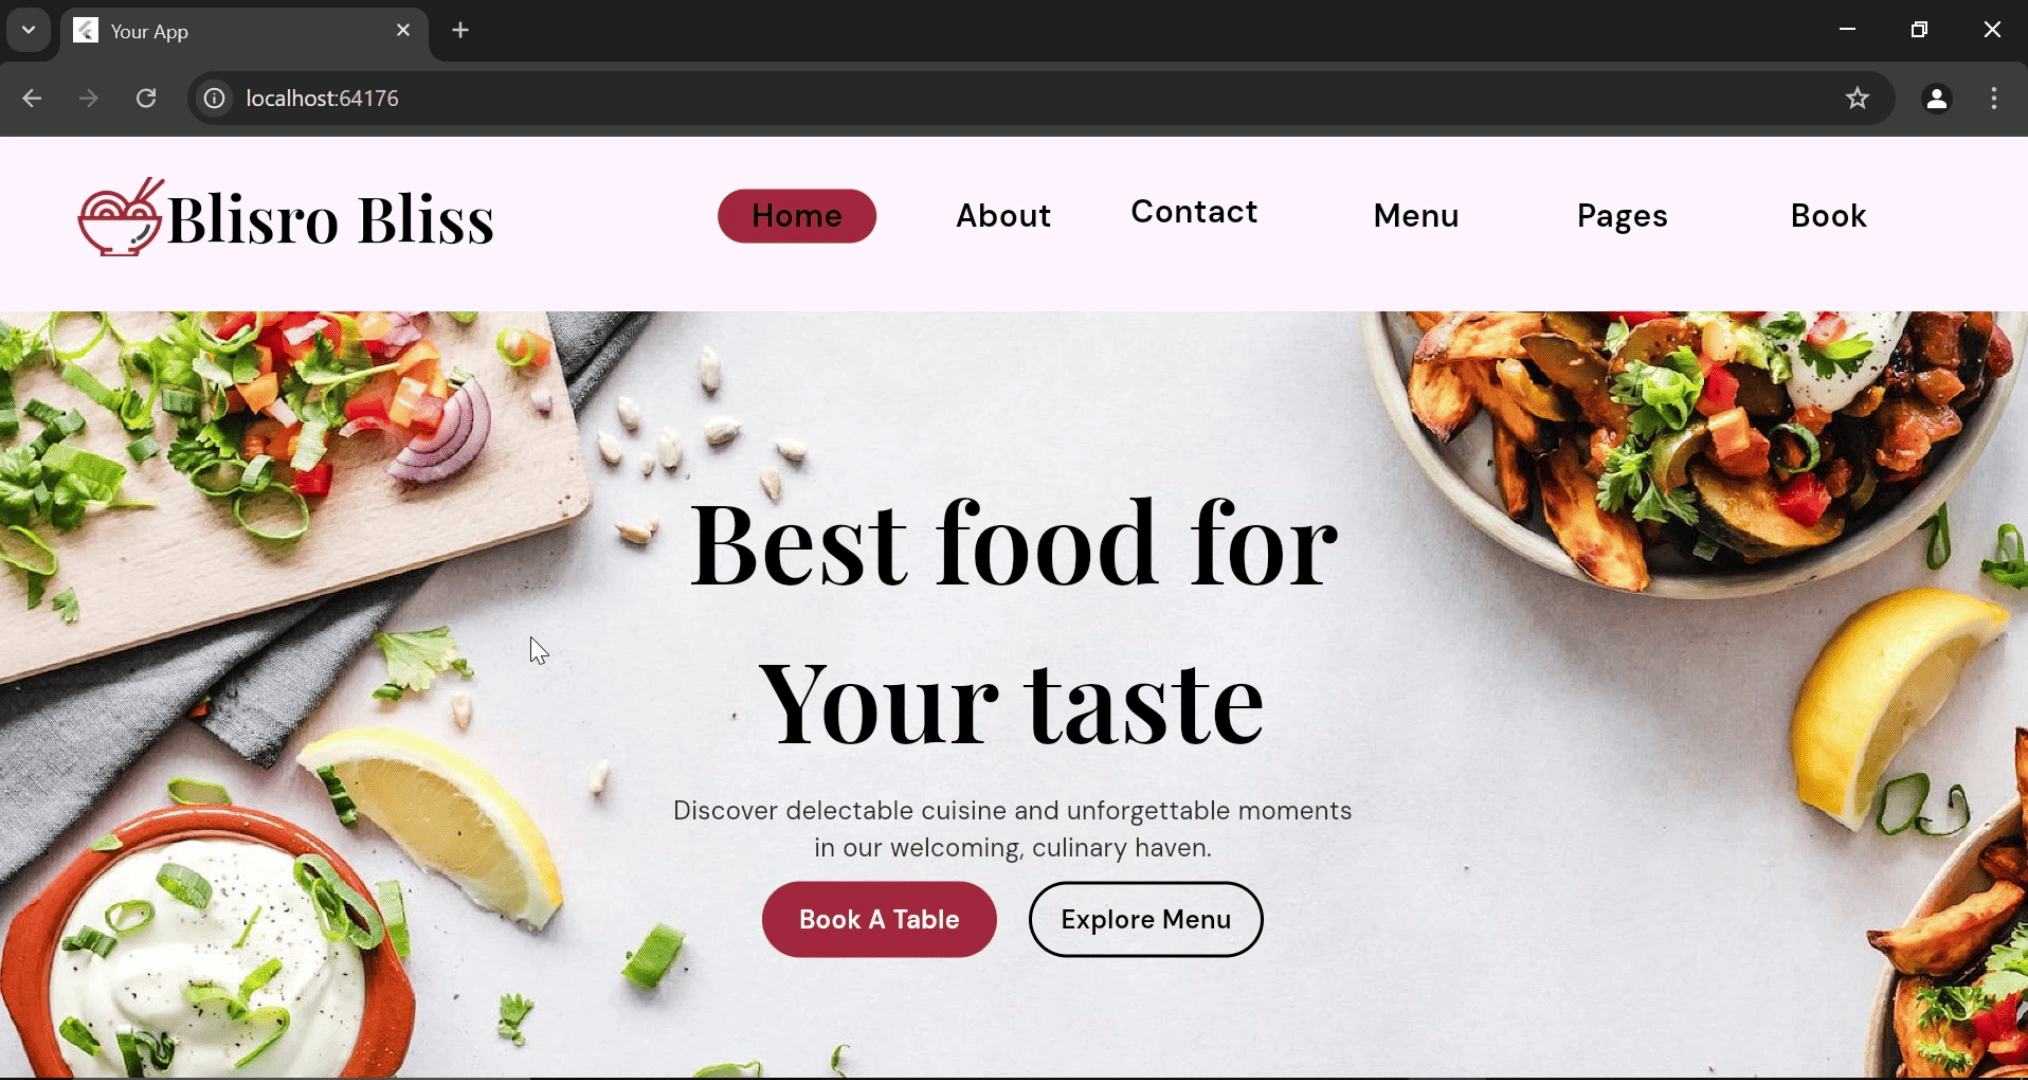 Your App
localhost:64176
Blisro Bliss
Home About Contact Menu Pages Book
Best food for
Your taste
Discover delectable cuisine and unforgettable moments
in our welcoming, culinary haven.
Book A Table Explore Menu